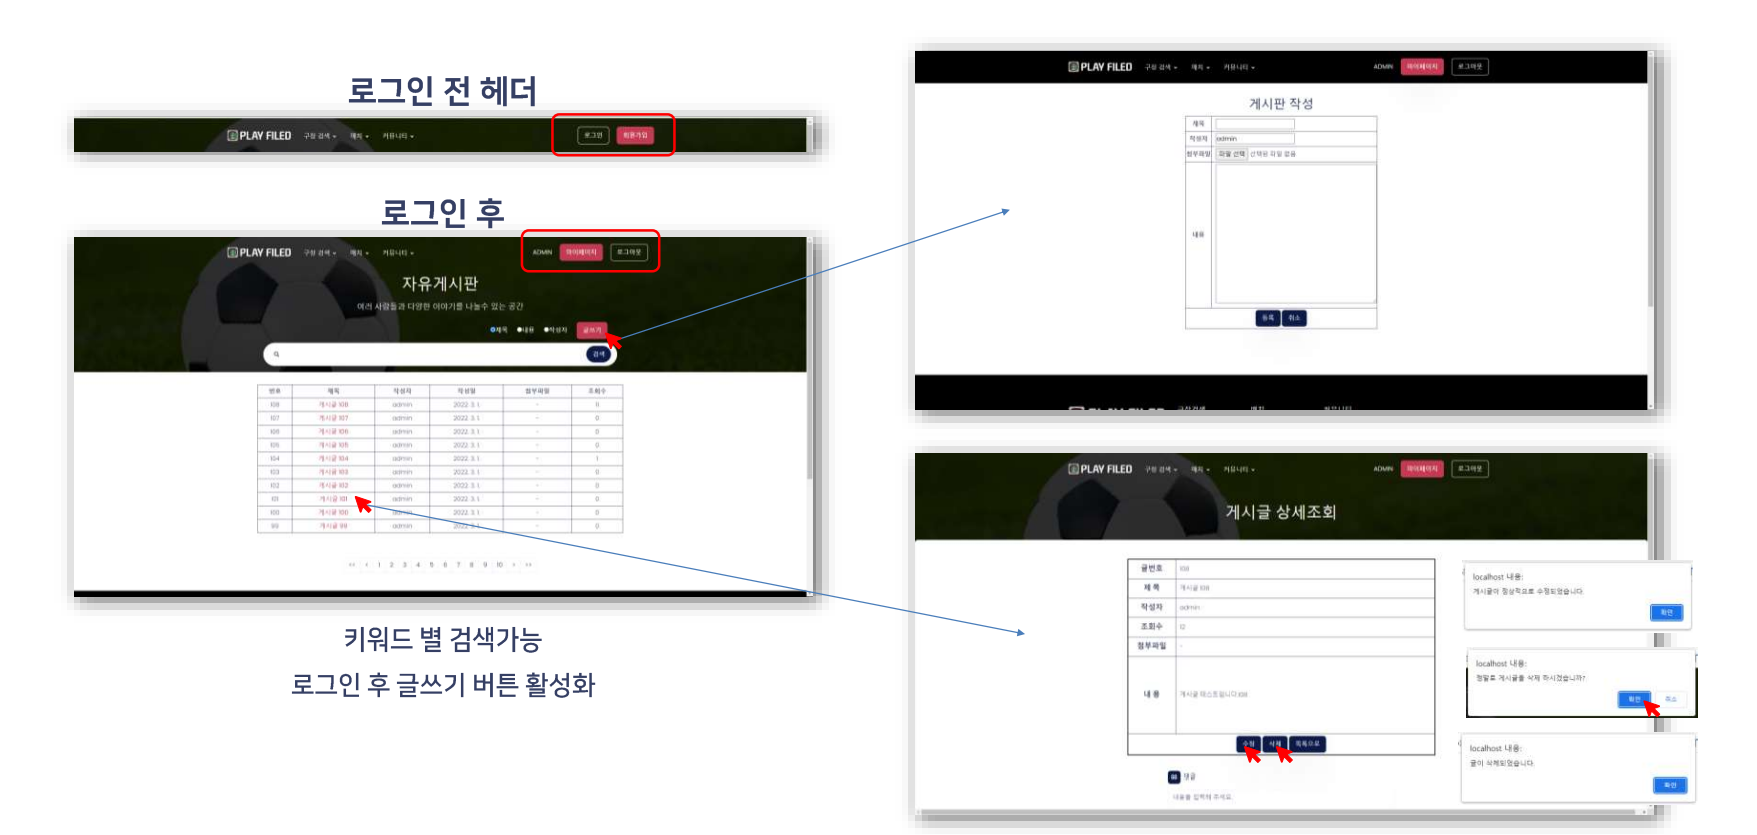 로그인 전 헤더
PLAY FILED 구장 검색 매치 커뮤니티 로그인 회원가입
로그인 후
PLAY FILED 구장 검색 매치 커뮤니티 ADMIN 마이페이지 로그아웃
자유게시판
여러 사람들과 다양한 이야기를 나눌수 있는 공간
제목 내용 작성자 글쓰기
검색
번호 제목 작성자 작성일 첨부파일 조회수
108 게시글 108 admin 2022. 3. 1. - 11
107 게시글 107 admin 2022. 3. 1. - 0
106 게시글 106 admin 2022. 3. 1. - 0
105 게시글 105 admin 2022. 3. 1. - 0
104 게시글 104 admin 2022. 3. 1. - 1
103 게시글 103 admin 2022. 3. 1. - 0
102 게시글 102 admin 2022. 3. 1. - 0
101 게시글 101 admin 2022. 3. 1. - 0
100 게시글 100 admin 2022. 3. 1. - 0
99 게시글 99 admin 2022. 3. 1. - 0
<< < 1 2 3 4 5 6 7 8 9 10 > >>
키워드 별 검색가능
로그인 후 글쓰기 버튼 활성화
PLAY FILED 구장 검색 매치 커뮤니티 ADMIN 마이페이지 로그아웃
게시판 작성
제목
작성자 admin
첨부파일 파일 선택 선택된 파일 없음
내용
등록 취소
PLAY FILED 구장검색 매치 커뮤니티
PLAY FILED 구장 검색 매치 커뮤니티 ADMIN 마이페이지 로그아웃
게시글 상세조회
글번호 108
제 목 게시글 108
작성자 admin
조회수 12
첨부파일 -
내 용 게시글 테스트입니다.108
수정 삭제 목록으로
댓글
내용을 입력해 주세요.
localhost 내용:
게시글이 정상적으로 수정되었습니다.
확인
localhost 내용:
정말로 게시글을 삭제 하시겠습니까?
확인 취소
localhost 내용:
글이 삭제되었습니다.
확인